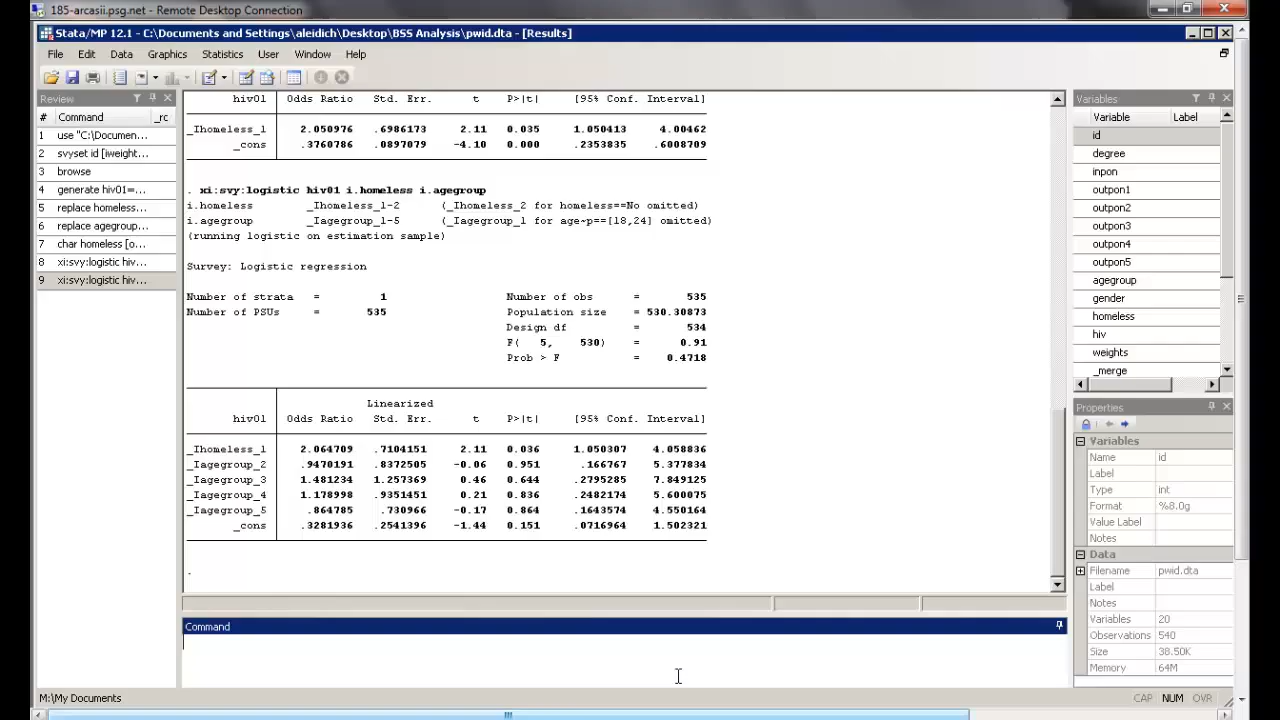 185-arcasii.psg.net - Remote Desktop Connection
Stata/MP 12.1 - C:\Documents and Settings\aleidich\Desktop\BSS Analysis\pwid.dta - [Results]
File Edit Data Graphics Statistics User Window Help
Review
# Command _rc
1 use "C:\Documen...
2 svyset id [iweight...
3 browse
4 generate hiv01=...
5 replace homeless...
6 replace agegroup...
7 char homeless [o...
8 xi:svy:logistic hiv...
9 xi:svy:logistic hiv...
hiv01 Odds Ratio Std. Err. t P>|t| [95% Conf. Interval]
_Ihomeless_1 2.050976 .6986173 2.11 0.035 1.050413 4.00462
_cons .3760786 .0897079 -4.10 0.000 .2353835 .6008709
. xi:svy:logistic hiv01 i.homeless i.agegroup
i.homeless _Ihomeless_1-2 (_Ihomeless_2 for homeless==No omitted)
i.agegroup _Iagegroup_1-5 (_Iagegroup_1 for age~p==[18,24] omitted)
(running logistic on estimation sample)
Survey: Logistic regression
Number of strata = 1 Number of obs = 535
Number of PSUs = 535 Population size = 530.30873
Design df = 534
F( 5, 530) = 0.91
Prob > F = 0.4718
Linearized
hiv01 Odds Ratio Std. Err. t P>|t| [95% Conf. Interval]
_Ihomeless_1 2.064709 .7104151 2.11 0.036 1.050307 4.058836
_Iagegroup_2 .9470191 .8372505 -0.06 0.951 .166767 5.377834
_Iagegroup_3 1.481234 1.257369 0.46 0.644 .2795285 7.849125
_Iagegroup_4 1.178998 .9351451 0.21 0.836 .2482174 5.600075
_Iagegroup_5 .864785 .730966 -0.17 0.864 .1643574 4.550164
_cons .3281936 .2541396 -1.44 0.151 .0716964 1.502321
.
Command
Variables
Variable Label
id
degree
inpon
outpon1
outpon2
outpon3
outpon4
outpon5
agegroup
gender
homeless
hiv
weights
_merge
Properties
Variables
Name id
Label
Type int
Format %8.0g
Value Label
Notes
Data
Filename pwid.dta
Label
Notes
Variables 20
Observations 540
Size 38.50K
Memory 64M
M:\My Documents
CAP NUM OVR